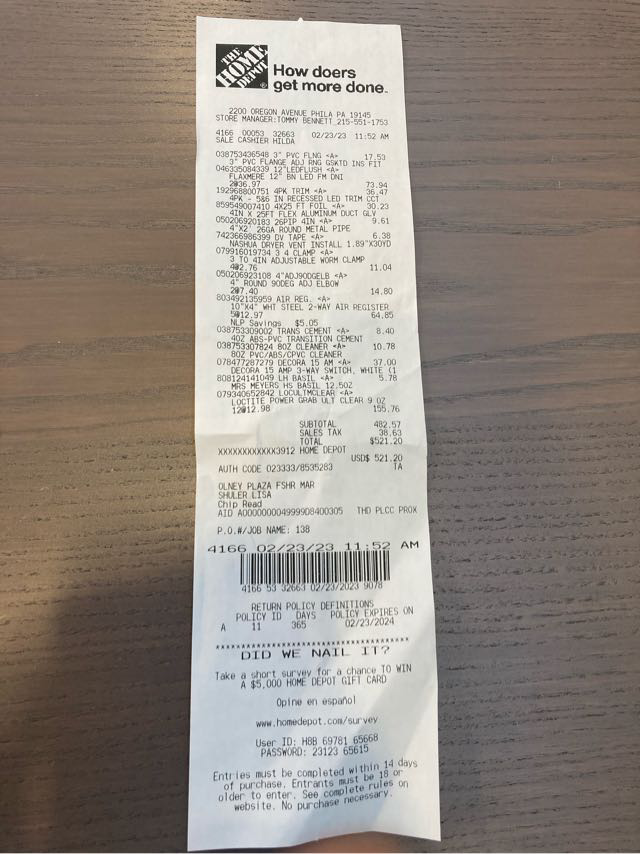 THE HOME DEPOT ®
How doers
get more done.
2200 OREGON AVENUE PHILA PA 19145
STORE MANAGER:TOMMY BENNETT 215-551-1753
4166 00053 32663 02/23/23 11:52 AM
SALE CASHIER HILDA
038753436548 3" PVC FLNG <A> 17.53
3" PVC FLANGE ADJ RNG GSKTD INS FIT
046335084339 12"LEDFLUSH <A>
FLAXMERE 12" BN LED FM DNI
2@36.97 73.94
192968800751 4PK TRIM <A> 36.47
4PK - 5&6 IN RECESSED LED TRIM CCT
859549007410 4X25 FT FOIL <A> 30.23
4IN X 25FT FLEX ALUMINUM DUCT GLV
050206920183 26PIP 4IN <A> 9.61
4"X2' 26GA ROUND METAL PIPE
742366986399 DV TAPE <A> 6.38
NASHUA DRYER VENT INSTALL 1.89"X30YD
079916019734 3 4 CLAMP <A>
3 TO 4IN ADJUSTABLE WORM CLAMP
4@2.76 11.04
050206923108 4"ADJ90DGELB <A>
4" ROUND 90DEG ADJ ELBOW
2@7.40 14.80
803492135959 AIR REG. <A>
10"X4" WHT STEEL 2-WAY AIR REGISTER
5@12.97 64.85
NLP Savings $5.05
038753309002 TRANS CEMENT <A> 8.40
4OZ ABS-PVC TRANSITION CEMENT
038753307824 8OZ CLEANER <A> 10.78
8OZ PVC/ABS/CPVC CLEANER
078477287279 DECORA 15 AM <A> 37.00
DECORA 15 AMP 3-WAY SWITCH, WHITE (1
808124141049 LH BASIL <A> 5.78
MRS MEYERS HS BASIL 12.5OZ
079340652842 LOCULTMCLEAR <A>
LOCTITE POWER GRAB ULT CLEAR 9 OZ
12@12.98 155.76
SUBTOTAL 482.57
SALES TAX 38.63
TOTAL $521.20
XXXXXXXXXXXX3912 HOME DEPOT
USD$ 521.20
AUTH CODE 023333/8535283 TA
OLNEY PLAZA FSHR MAR
SHULER LISA
Chip Read
AID A0000000049999D8400305 THD PLCC PROX
P.O.#/JOB NAME: 138
4166 02/23/23 11:52 AM
4166 53 32663 02/23/2023 9078
RETURN POLICY DEFINITIONS
POLICY ID DAYS POLICY EXPIRES ON
A 11 365 02/23/2024
****************************************
DID WE NAIL IT?
Take a short survey for a chance TO WIN
A $5,000 HOME DEPOT GIFT CARD
Opine en español
www.homedepot.com/survey
User ID: H8B 69781 65668
PASSWORD: 23123 65615
Entries must be completed within 14 days
of purchase. Entrants must be 18 or
older to enter. See complete rules on
website. No purchase necessary.